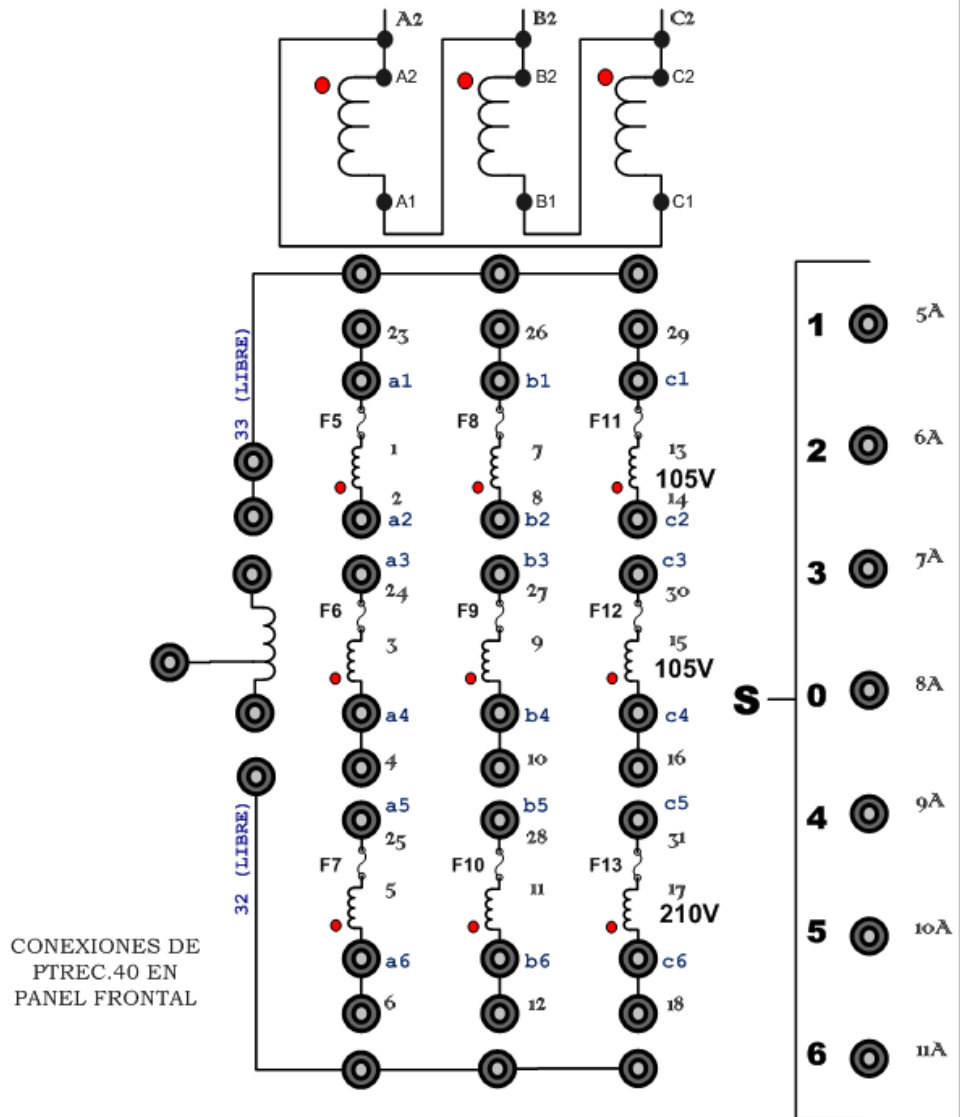 A2 B2 C2
A2 B2 C2
A1 B1 C1
33 (LIBRE)
23 26 29
1 5A
a1 b1 c1
F5 F8 F11
1 7 13
2 6A
105V
2 8 14
a2 b2 c2
a3 b3 c3
3 7A
24 27 30
F6 F9 F12
3 9 15
105V
S 0 8A
a4 b4 c4
4 10 16
a5 b5 c5
4 9A
32 (LIBRE)
25 28 31
F7 F10 F13
5 11 17
210V
5 10A
CONEXIONES DE
PTREC.40 EN
PANEL FRONTAL
a6 b6 c6
6 12 18
6 11A